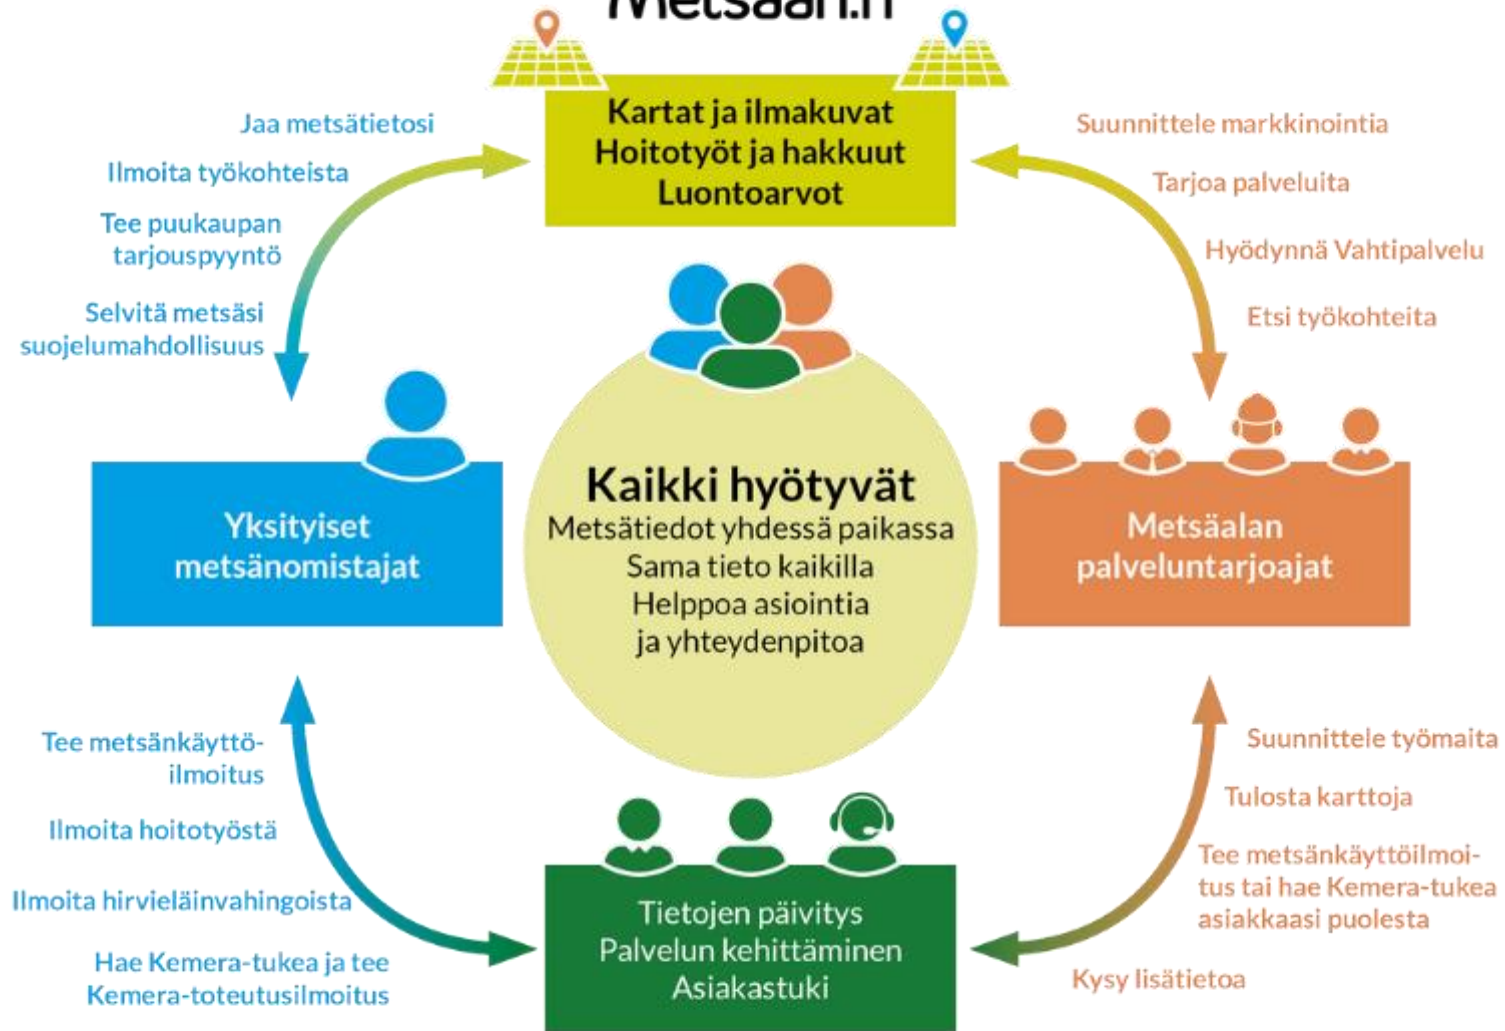 Metsään.fi
Kartat ja ilmakuvat
Hoitotyöt ja hakkuut
Luontoarvot
Jaa metsätietosi
Ilmoita työkohteista
Tee puukaupan
tarjouspyyntö
Selvitä metsäsi
suojelumahdollisuus
Suunnittele markkinointia
Tarjoa palveluita
Hyödynnä Vahtipalvelu
Etsi työkohteita
Yksityiset
metsänomistajat
Kaikki hyötyvät
Metsätiedot yhdessä paikassa
Sama tieto kaikilla
Helppoa asiointia
ja yhteydenpitoa
Metsäalan
palveluntarjoajat
Tee metsänkäyttö-
ilmoitus
Ilmoita hoitotyöstä
Ilmoita hirvieläinvahingoista
Hae Kemera-tukea ja tee
Kemera-toteutusilmoitus
Tietojen päivitys
Palvelun kehittäminen
Asiakastuki
Suunnittele työmaita
Tulosta karttoja
Tee metsänkäyttöilmoi-
tus tai hae Kemera-tukea
asiakkaasi puolesta
Kysy lisätietoa